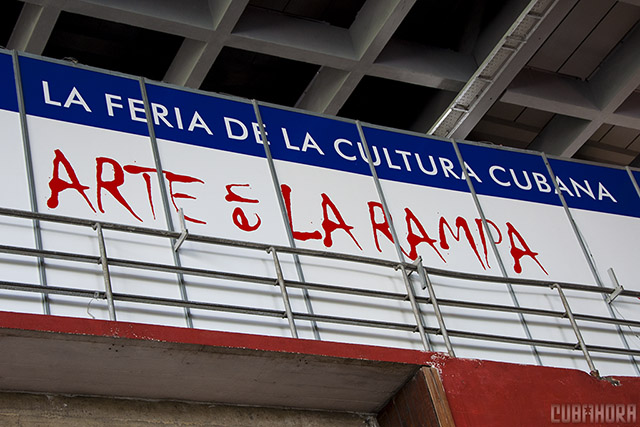 LA FERIA DE LA CULTURA CUBANA
ARTE en LA RAMPA
CUBAHORA